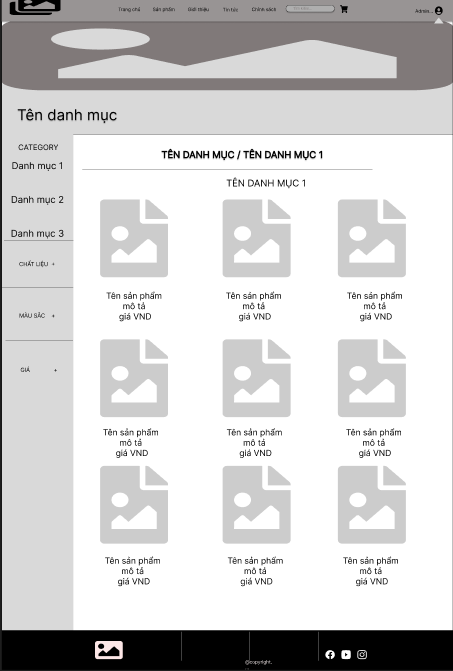 Trang chủ Sản phẩm Giới thiệu Tin tức Chính sách
Admin...
Tên danh mục
CATEGORY
Danh mục 1
Danh mục 2
Danh mục 3
CHẤT LIỆU +
MÀU SẮC +
GIÁ +
TÊN DANH MỤC / TÊN DANH MỤC 1
TÊN DANH MỤC 1
Tên sản phẩm
mô tả
giá VND
Tên sản phẩm
mô tả
giá VND
Tên sản phẩm
mô tả
giá VND
Tên sản phẩm
mô tả
giá VND
Tên sản phẩm
mô tả
giá VND
Tên sản phẩm
mô tả
giá VND
Tên sản phẩm
mô tả
giá VND
Tên sản phẩm
mô tả
giá VND
Tên sản phẩm
mô tả
giá VND
@copyright.